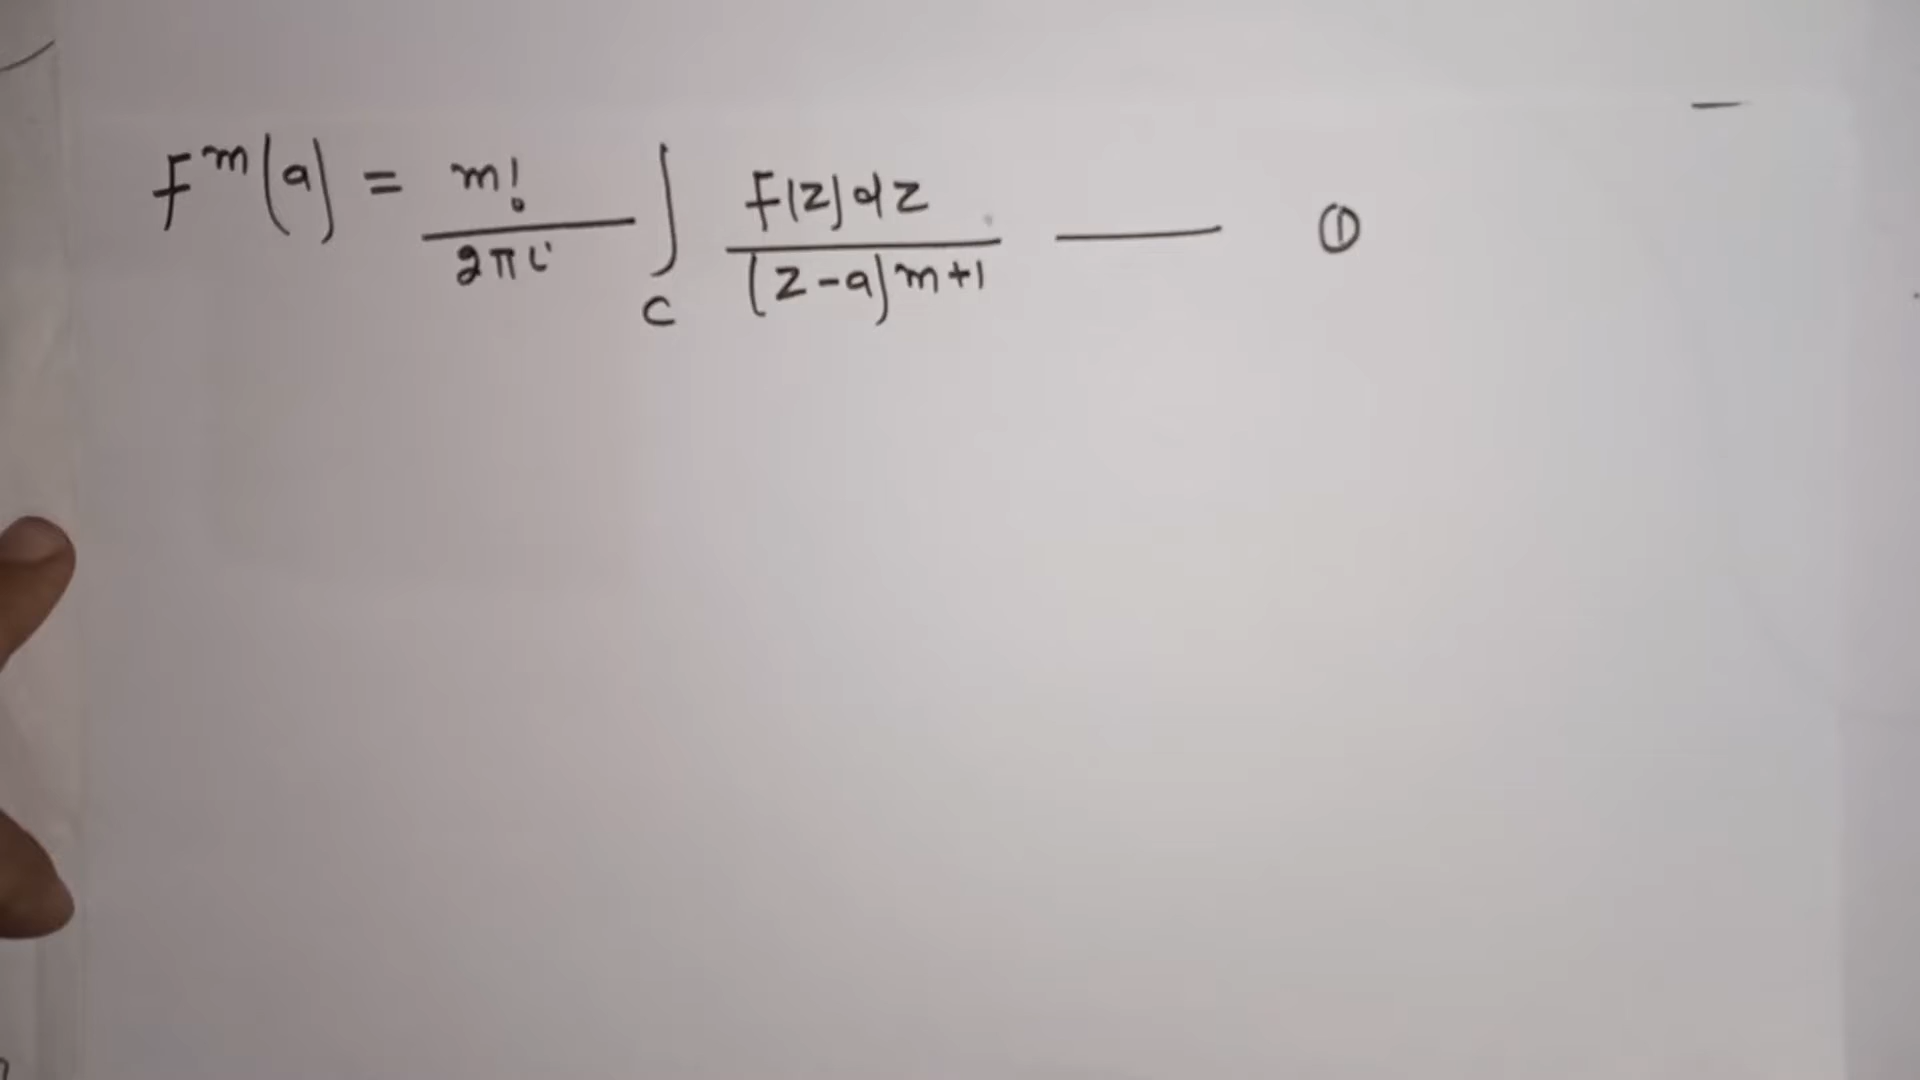 F^m(a) = m!/2πi ∫_C F(z)dz/(z-a)^m+1 —— ①